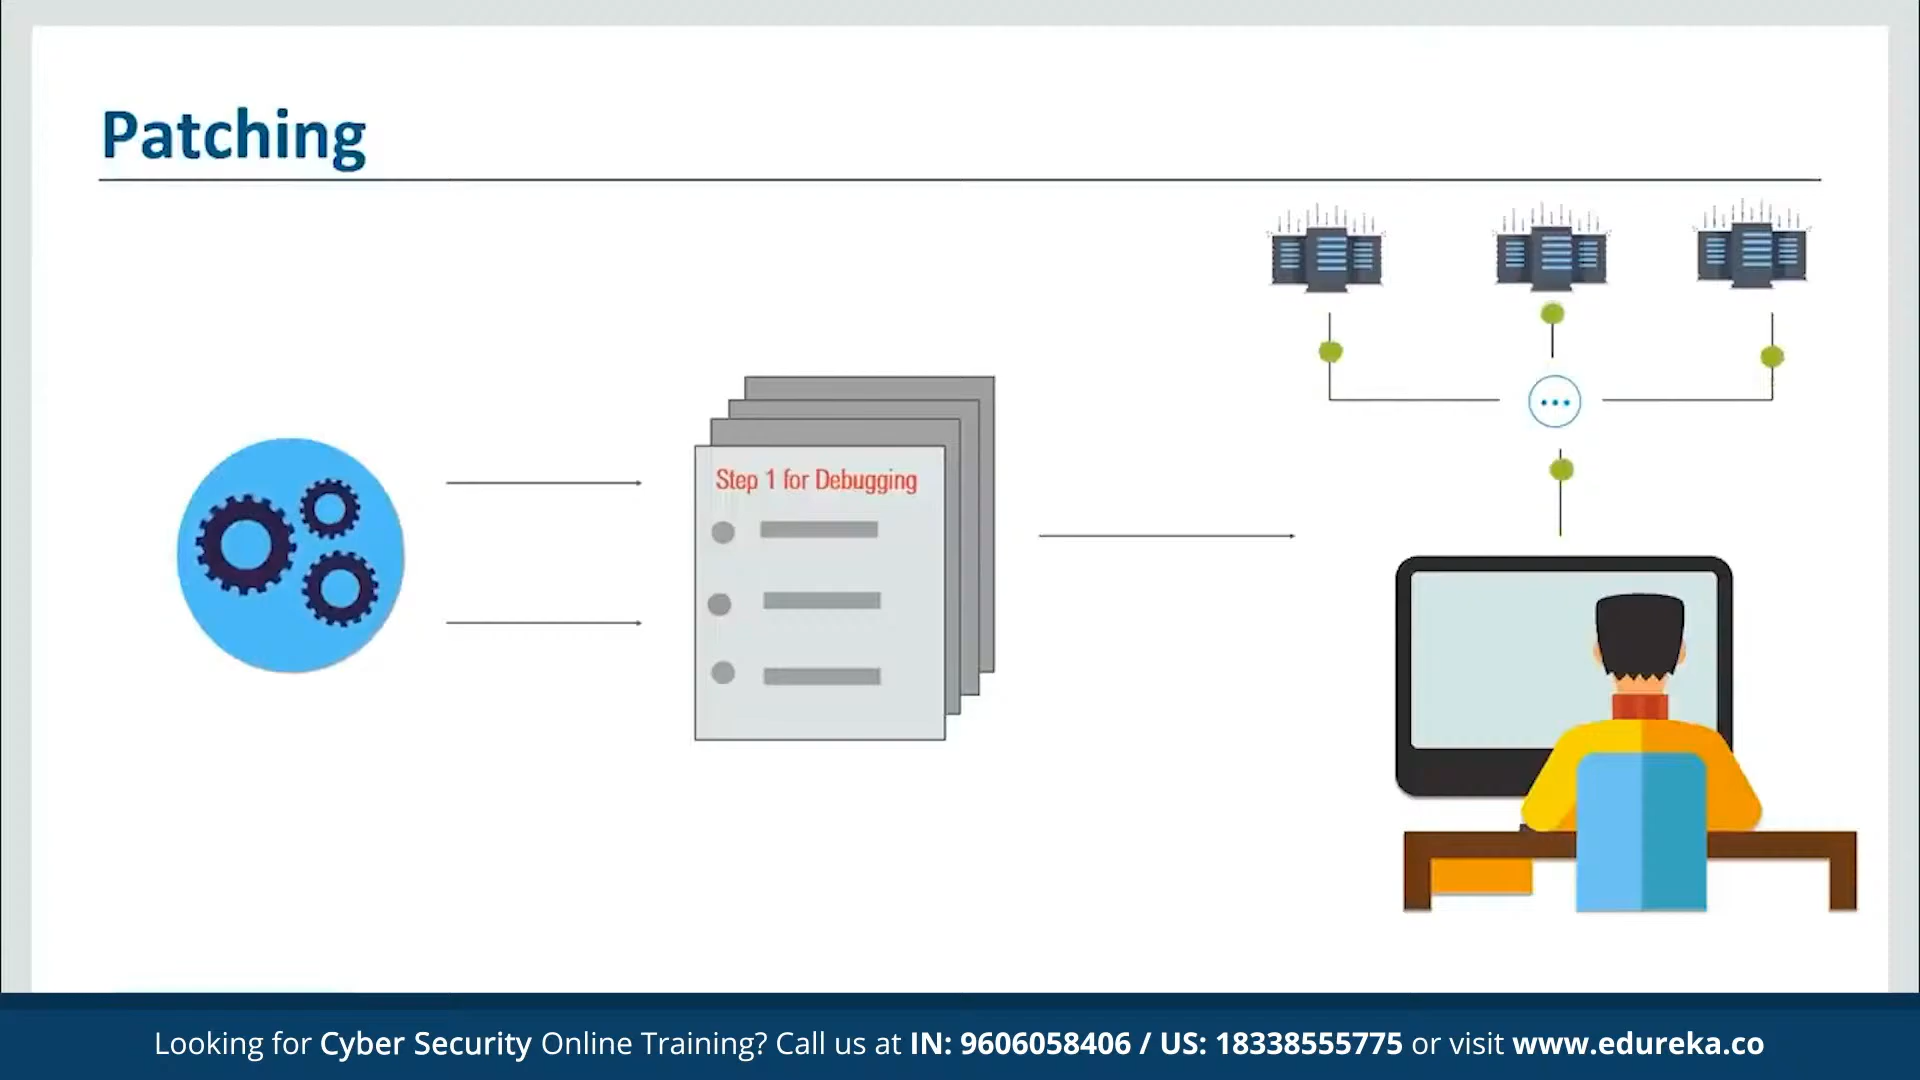 Patching
Step 1 for Debugging
Looking for Cyber Security Online Training? Call us at IN: 9606058406 / US: 18338555775 or visit www.edureka.co